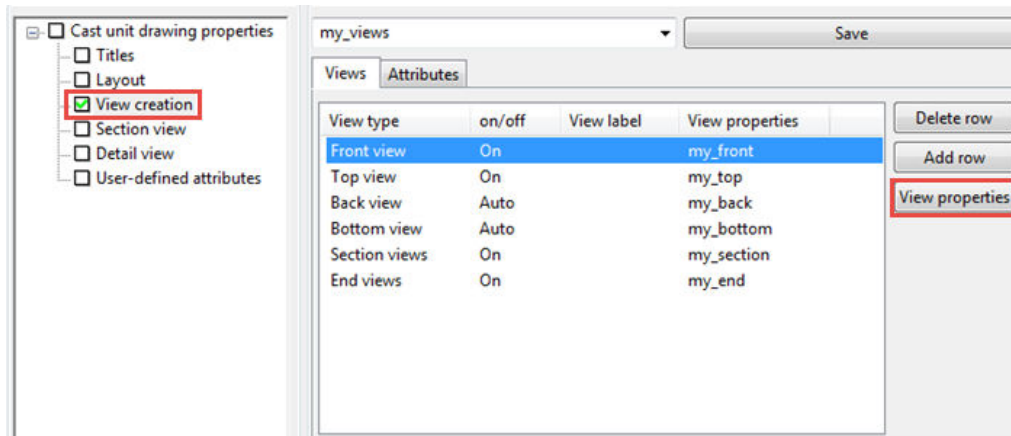 Cast unit drawing properties
Titles
Layout
View creation
Section view
Detail view
User-defined attributes
my_views Save
Views Attributes
View type on/off View label View properties
Front view On my_front
Top view On my_top
Back view Auto my_back
Bottom view Auto my_bottom
Section views On my_section
End views On my_end
Delete row
Add row
View properties